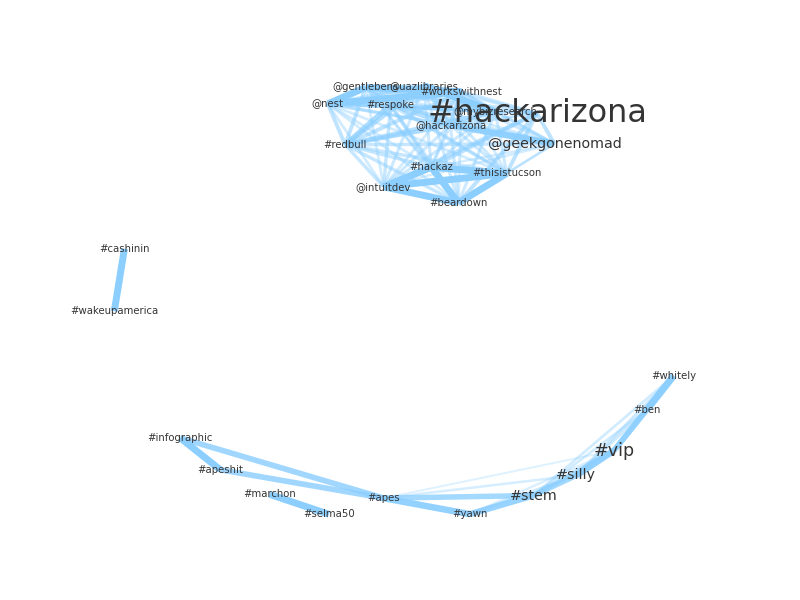 @gentleben
@uazlibraries
#workswithnest
@nest
#respoke
#hackarizona
@mybizresearch
@hackarizona
#redbull
@geekgonenomad
#hackaz
#thisistucson
@intuitdev
#beardown
#cashinin
#wakeupamerica
#whitely
#ben
#infographic
#vip
#apeshit
#silly
#marchon
#apes
#stem
#selma50
#yawn